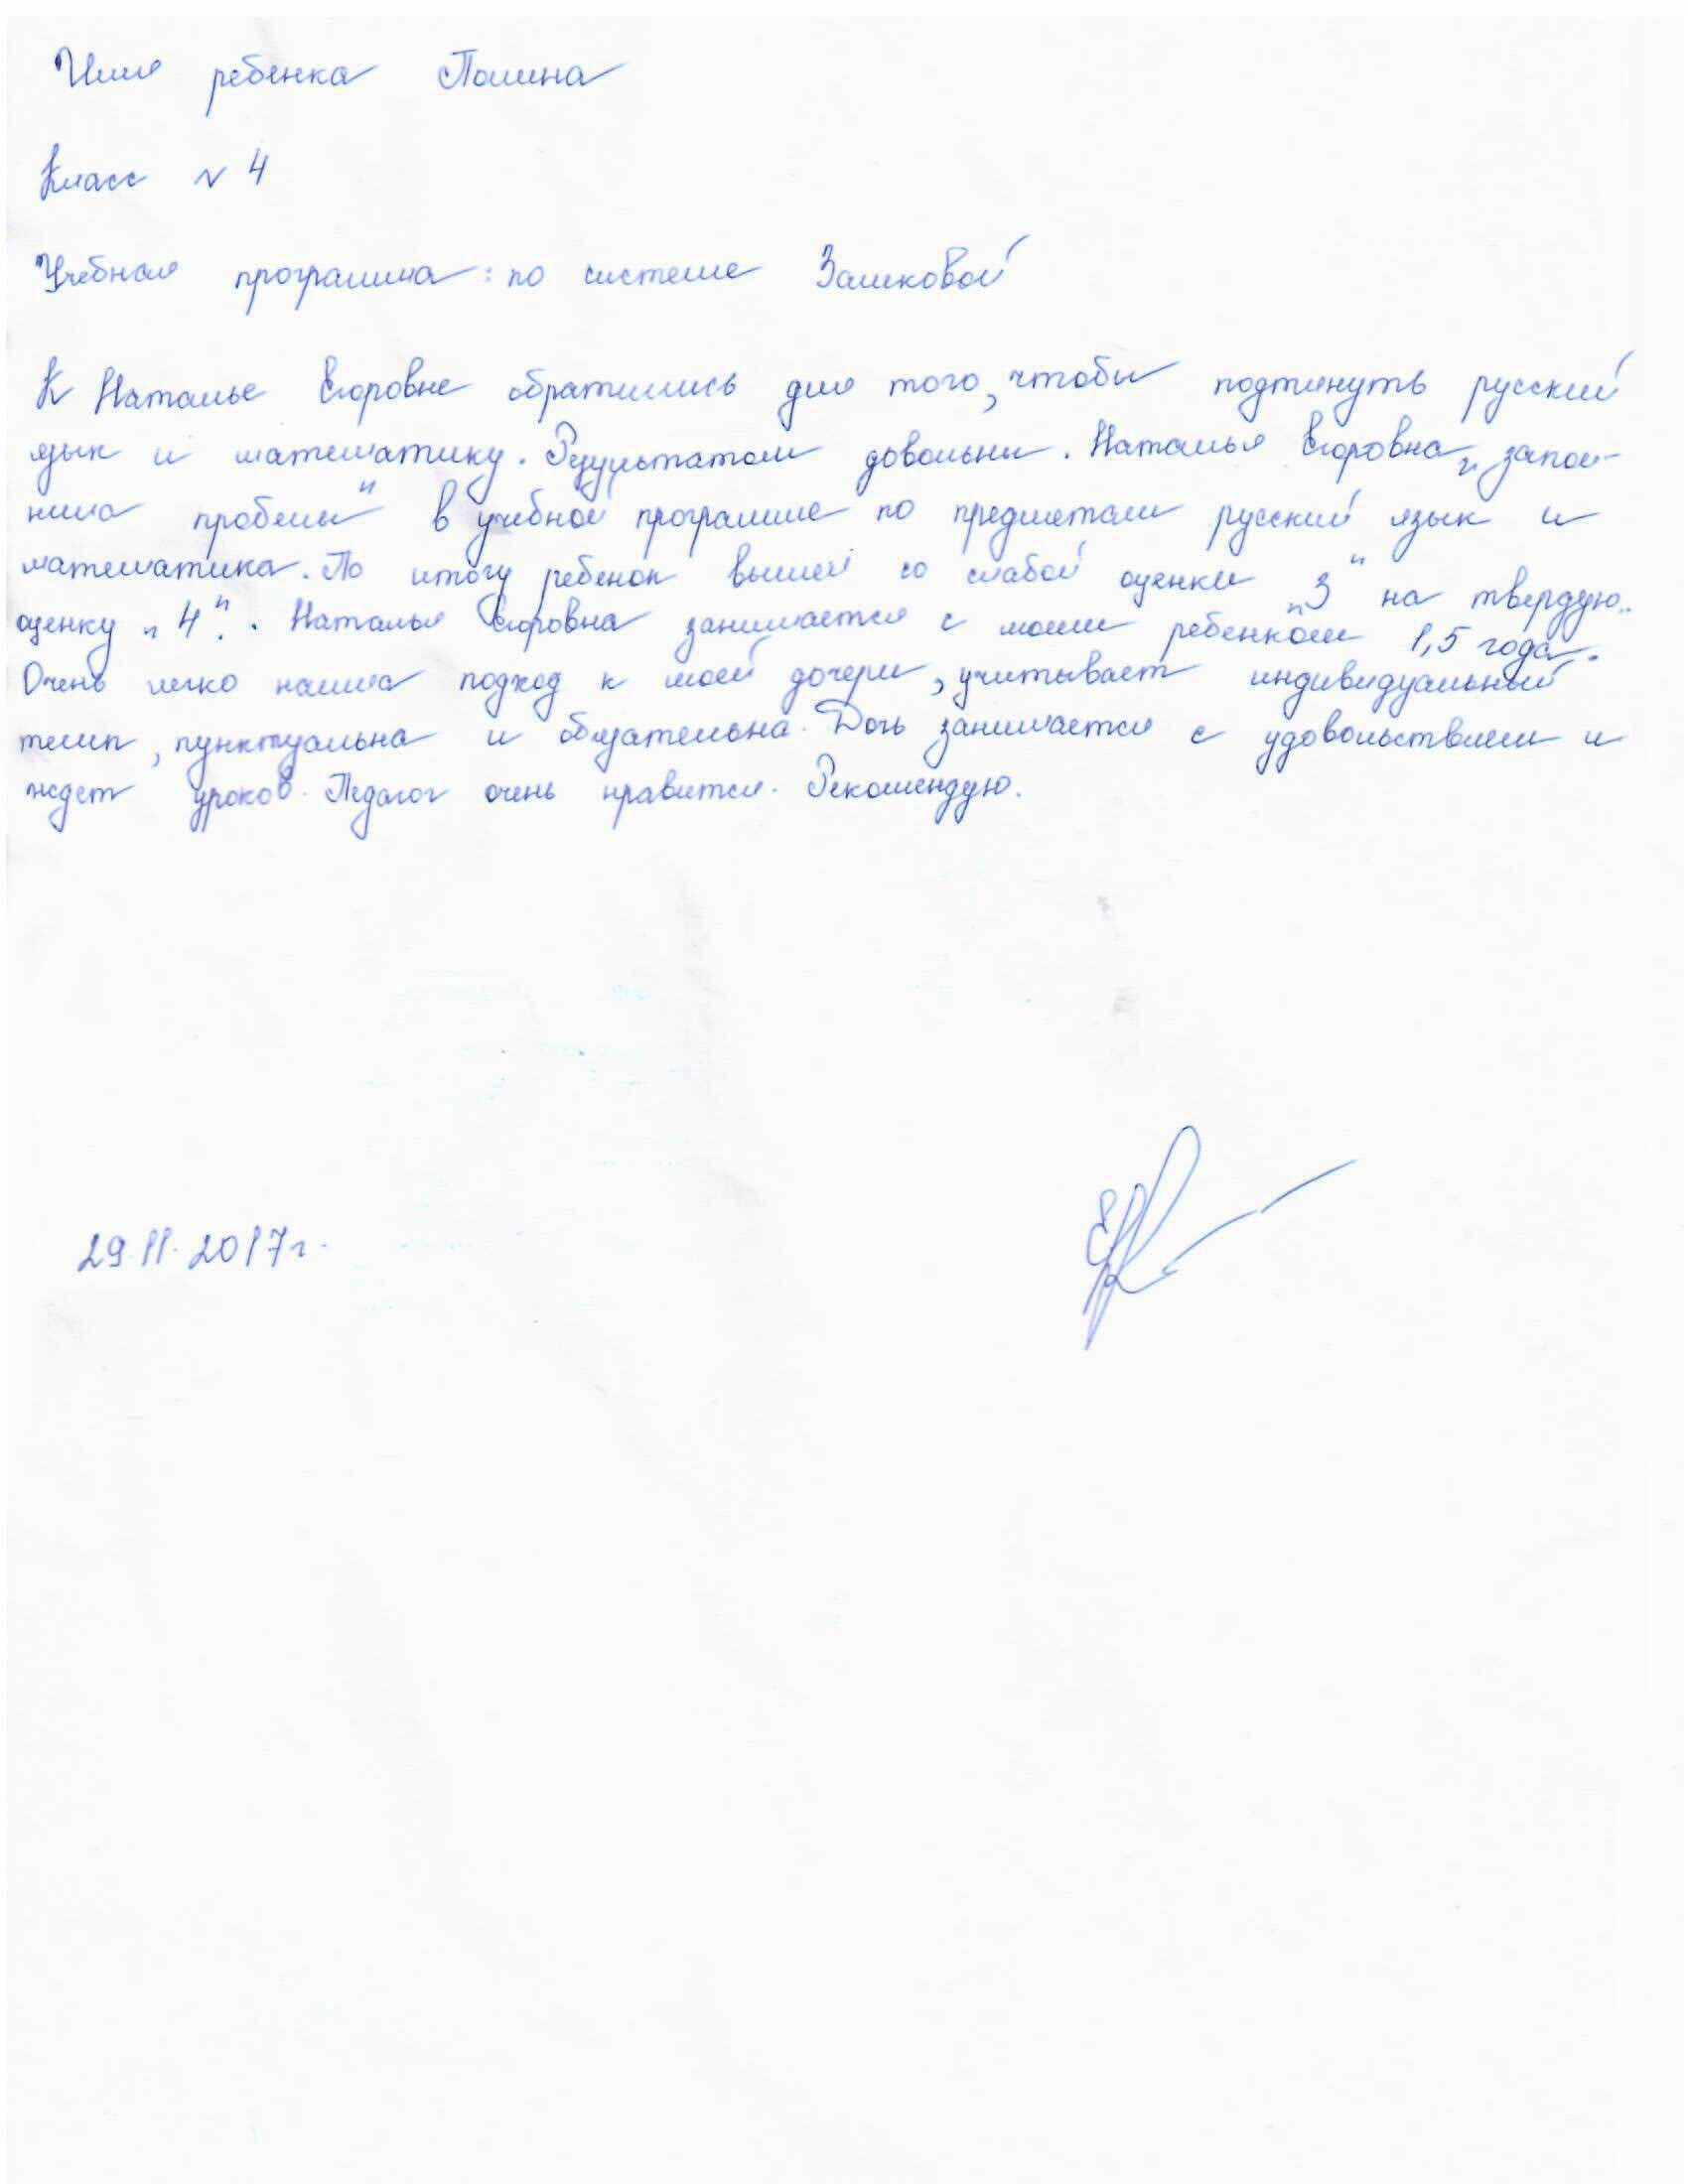 Имя ребенка Полина
Класс N 4
Учебная программа: по системе Занковой
К Наталье Егоровне обратились для того, чтобы подтянуть русский
язык и математику. Результатом довольны. Наталья Егоровна „запол-
нила пробелы" в учебной программе по предметам русский язык и
математика. По итогу ребенок вышел со слабой оценки „3" на твердую
оценку „4". Наталья Егоровна занимается с моим ребенком 1,5 года.
Очень легко нашла подход к моей дочери, учитывает индивидуальный
темп, пунктуальна и обязательна. Дочь занимается с удовольствием и
ждет уроков. Педагог очень нравится. Рекомендую.
29.11.2017г.